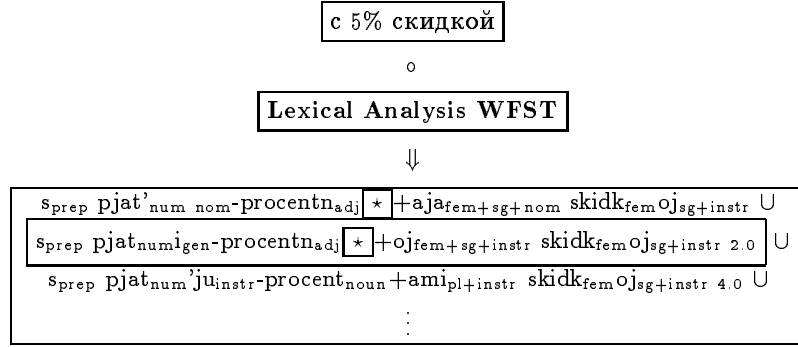 с 5% скидкой
∘
Lexical Analysis WFST
⇓
s_prep pjat'_num nom-procentn_adj ⋆ +aja_fem+sg+nom skidk_fem oj_sg+instr ∪
s_prep pjat_num i_gen-procentn_adj ⋆ +oj_fem+sg+instr skidk_fem oj_sg+instr 2.0 ∪
s_prep pjat_num 'ju_instr-procent_noun +ami_pl+instr skidk_fem oj_sg+instr 4.0 ∪
⋮